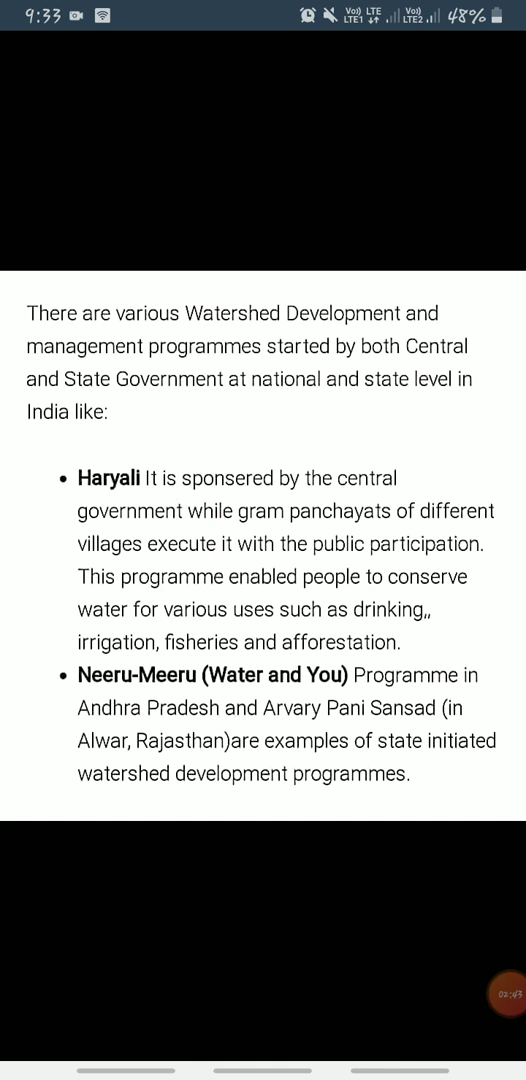 9:33
Vo)) LTE Vo))
LTE1 LTE2 48%
There are various Watershed Development and
management programmes started by both Central
and State Government at national and state level in
India like:
• Haryali It is sponsered by the central
government while gram panchayats of different
villages execute it with the public participation.
This programme enabled people to conserve
water for various uses such as drinking,,
irrigation, fisheries and afforestation.
• Neeru-Meeru (Water and You) Programme in
Andhra Pradesh and Arvary Pani Sansad (in
Alwar, Rajasthan)are examples of state initiated
watershed development programmes.
02:43